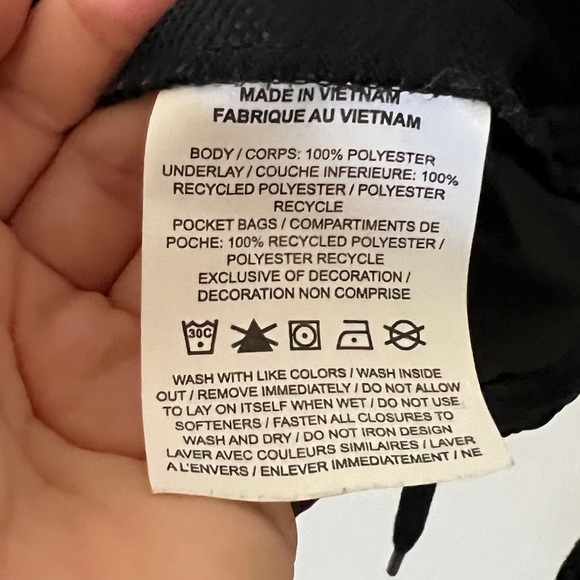 MADE IN VIETNAM
FABRIQUE AU VIETNAM
BODY / CORPS: 100% POLYESTER
UNDERLAY / COUCHE INFERIEURE: 100%
RECYCLED POLYESTER / POLYESTER
RECYCLE
POCKET BAGS / COMPARTIMENTS DE
POCHE: 100% RECYCLED POLYESTER /
POLYESTER RECYCLE
EXCLUSIVE OF DECORATION /
DECORATION NON COMPRISE
30C
WASH WITH LIKE COLORS / WASH INSIDE
OUT / REMOVE IMMEDIATELY / DO NOT ALLOW
TO LAY ON ITSELF WHEN WET / DO NOT USE
SOFTENERS / FASTEN ALL CLOSURES TO
WASH AND DRY / DO NOT IRON DESIGN
LAVER AVEC COULEURS SIMILAIRES / LAVER
A L'ENVERS / ENLEVER IMMEDIATEMENT / NE